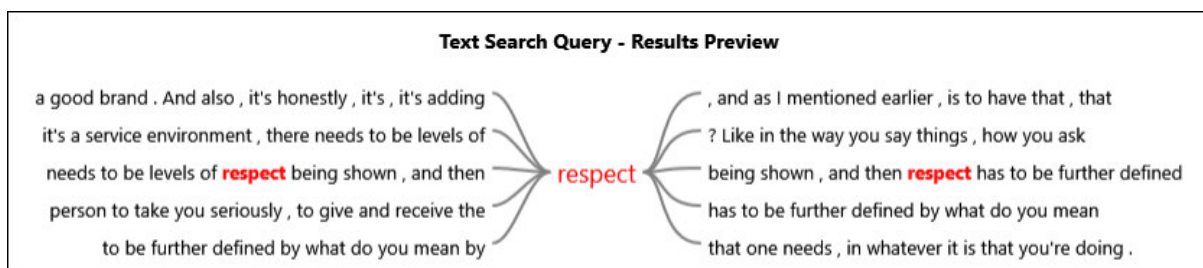 Text Search Query - Results Preview
a good brand . And also , it's honestly , it's , it's adding
it's a service environment , there needs to be levels of
needs to be levels of respect being shown , and then
person to take you seriously , to give and receive the
to be further defined by what do you mean by
respect
, and as I mentioned earlier , is to have that , that
? Like in the way you say things , how you ask
being shown , and then respect has to be further defined
has to be further defined by what do you mean
that one needs , in whatever it is that you're doing .